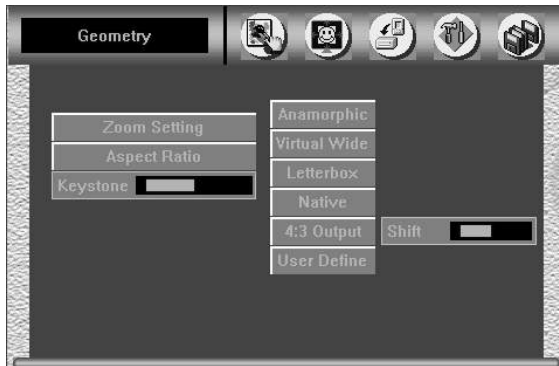 Geometry
Zoom Setting
Aspect Ratio
Keystone
Anamorphic
Virtual Wide
Letterbox
Native
4:3 Output
Shift
User Define